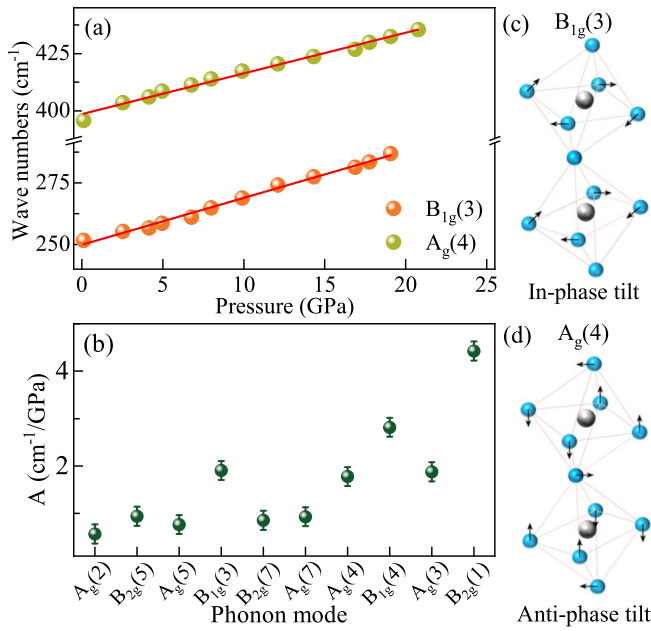 (a)
Wave numbers (cm⁻¹)
425
400
275
250
B₁g(3)
Ag(4)
0
5
10
15
20
25
Pressure (GPa)
(b)
A (cm⁻¹/GPa)
4
2
Ag(2)
B₂g(5)
Ag(5)
B₁g(3)
B₂g(7)
Ag(7)
Ag(4)
B₁g(4)
Ag(3)
B₂g(1)
Phonon mode
(c)
B₁g(3)
In-phase tilt
(d)
Ag(4)
Anti-phase tilt